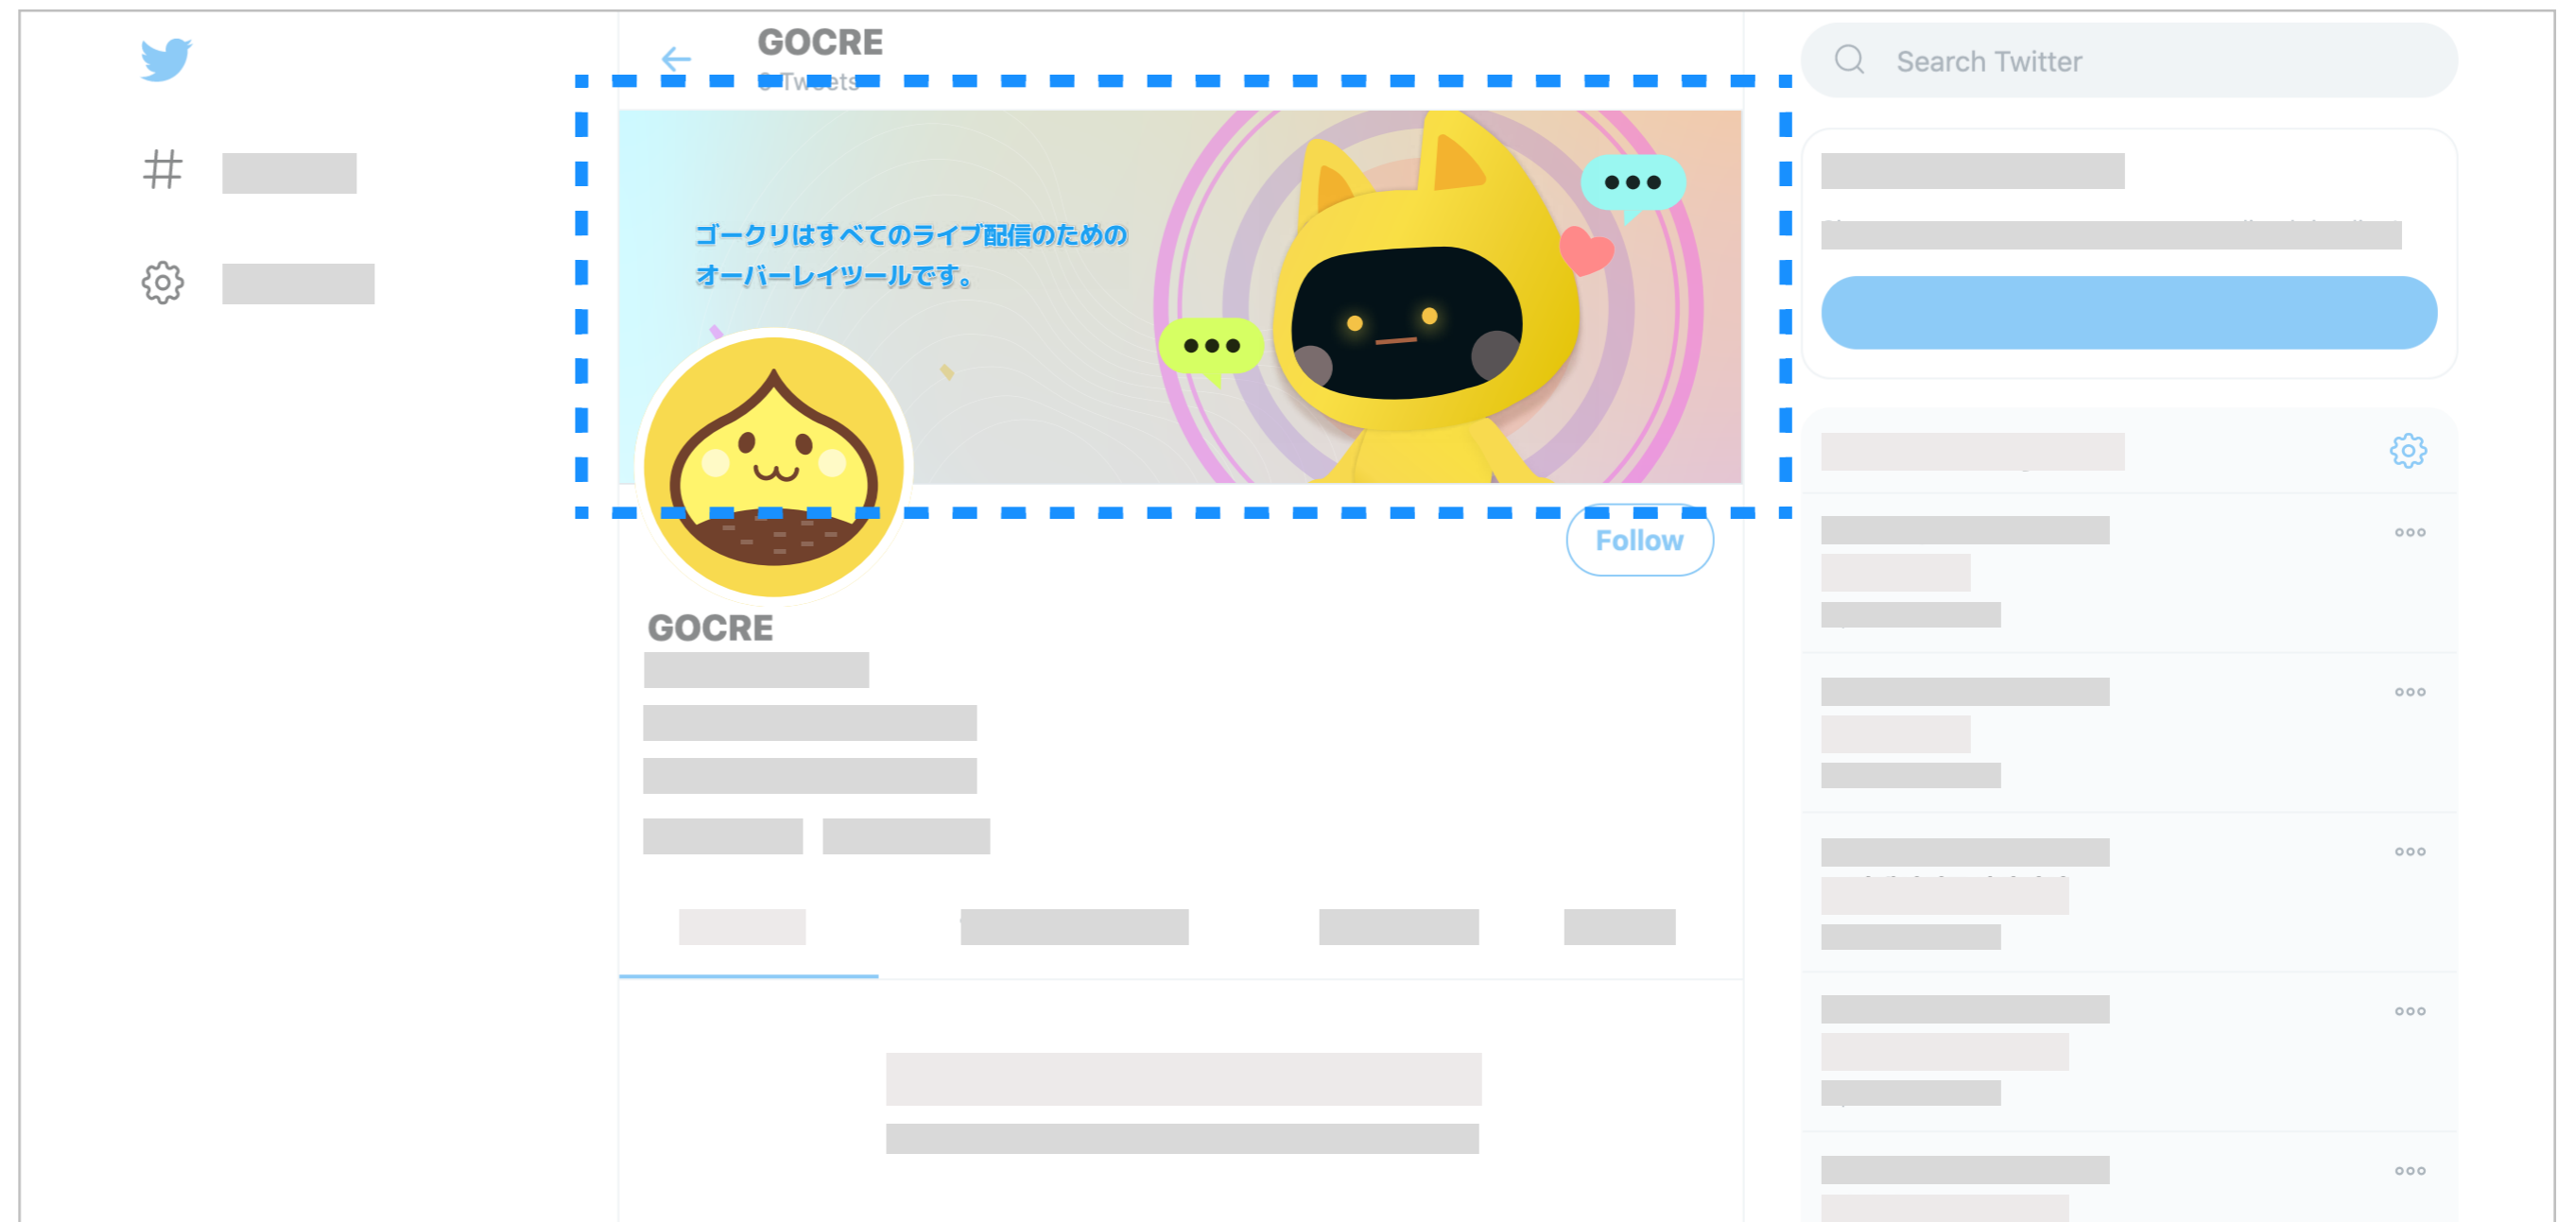 GOCRE
Tweets
Search Twitter
ゴークリはすべてのライブ配信のための
オーバーレイツールです。
Follow
GOCRE